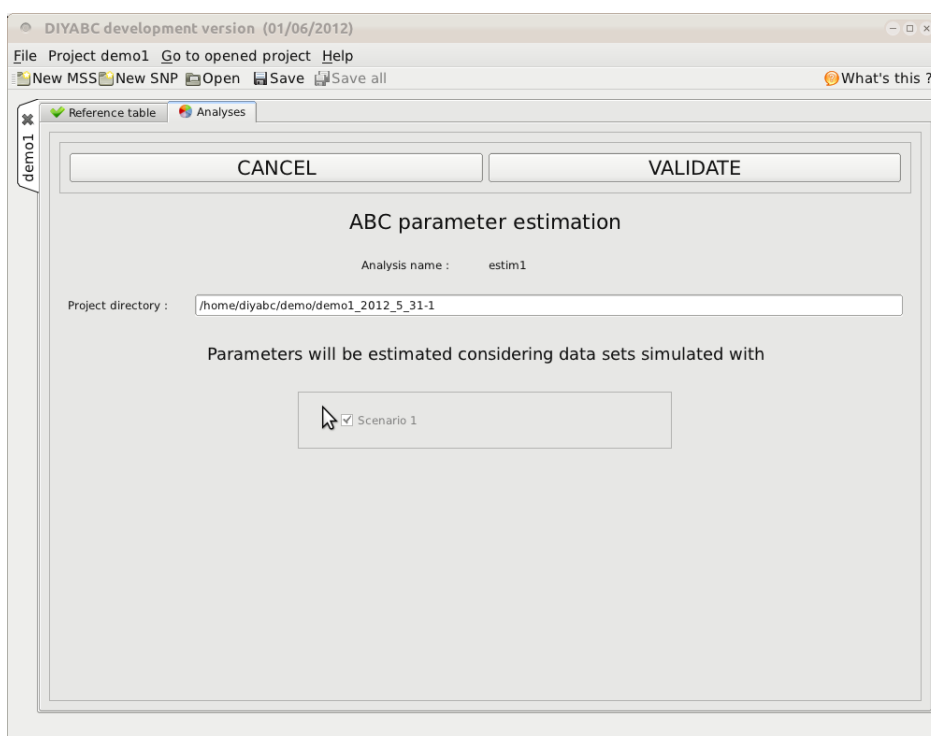 DIYABC development version (01/06/2012)
File Project demo1 Go to opened project Help
New MSS New SNP Open Save Save all What's this ?
Reference table Analyses
demo1
CANCEL VALIDATE
ABC parameter estimation
Analysis name : estim1
Project directory : /home/diyabc/demo/demo1_2012_5_31-1
Parameters will be estimated considering data sets simulated with
Scenario 1